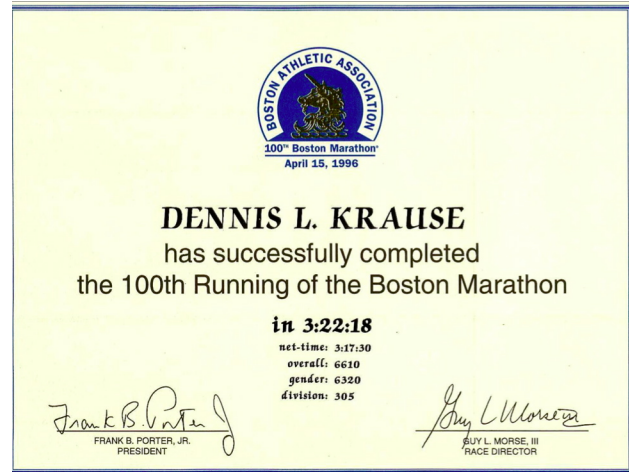 BOSTON ATHLETIC ASSOCIATION
100TH Boston Marathon®
April 15, 1996
DENNIS L. KRAUSE
has successfully completed
the 100th Running of the Boston Marathon
in 3:22:18
net-time: 3:17:30
overall: 6610
gender: 6320
division: 305
Frank B. Porter Jr
Guy L Morse III
FRANK B. PORTER, JR.
PRESIDENT
GUY L. MORSE, III
RACE DIRECTOR